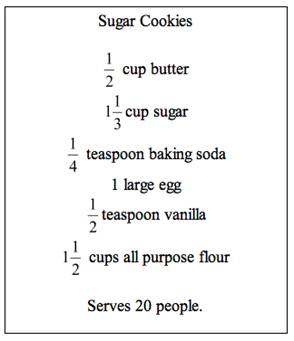 Sugar Cookies
1/2 cup butter
1 1/3 cup sugar
1/4 teaspoon baking soda
1 large egg
1/2 teaspoon vanilla
1 1/2 cups all purpose flour
Serves 20 people.